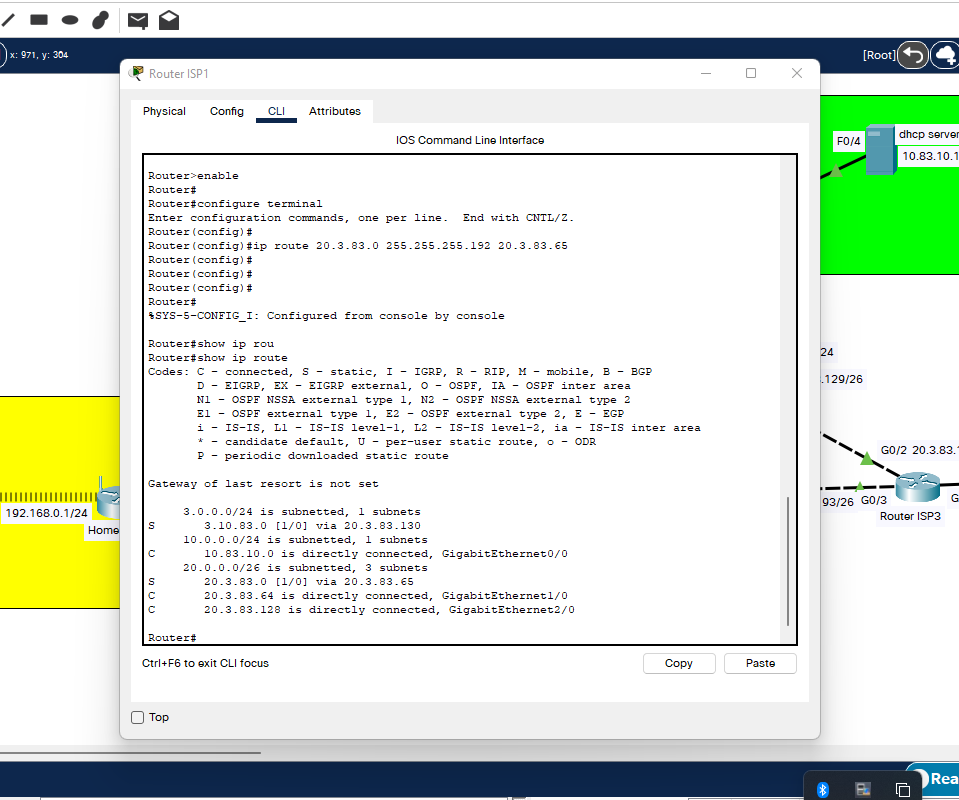 x: 971, y: 304
[Root]
Router ISP1
Physical Config CLI Attributes
IOS Command Line Interface
Router>enable
Router#
Router#configure terminal
Enter configuration commands, one per line.  End with CNTL/Z.
Router(config)#
Router(config)#ip route 20.3.83.0 255.255.255.192 20.3.83.65
Router(config)#
Router(config)#
Router(config)#
Router#
%SYS-5-CONFIG_I: Configured from console by console
Router#show ip rou
Router#show ip route
Codes: C - connected, S - static, I - IGRP, R - RIP, M - mobile, B - BGP
D - EIGRP, EX - EIGRP external, O - OSPF, IA - OSPF inter area
N1 - OSPF NSSA external type 1, N2 - OSPF NSSA external type 2
E1 - OSPF external type 1, E2 - OSPF external type 2, E - EGP
i - IS-IS, L1 - IS-IS level-1, L2 - IS-IS level-2, ia - IS-IS inter area
* - candidate default, U - per-user static route, o - ODR
P - periodic downloaded static route
Gateway of last resort is not set
3.0.0.0/24 is subnetted, 1 subnets
S 3.10.83.0 [1/0] via 20.3.83.130
10.0.0.0/24 is subnetted, 1 subnets
C 10.83.10.0 is directly connected, GigabitEthernet0/0
20.0.0.0/26 is subnetted, 3 subnets
S 20.3.83.0 [1/0] via 20.3.83.65
C 20.3.83.64 is directly connected, GigabitEthernet1/0
C 20.3.83.128 is directly connected, GigabitEthernet2/0
Router#
Ctrl+F6 to exit CLI focus
Copy Paste
Top
192.168.0.1/24
Home
F0/4
dhcp server
10.83.10.1
24
.129/26
G0/2 20.3.83.
93/26 G0/3 G
Router ISP3
Rea